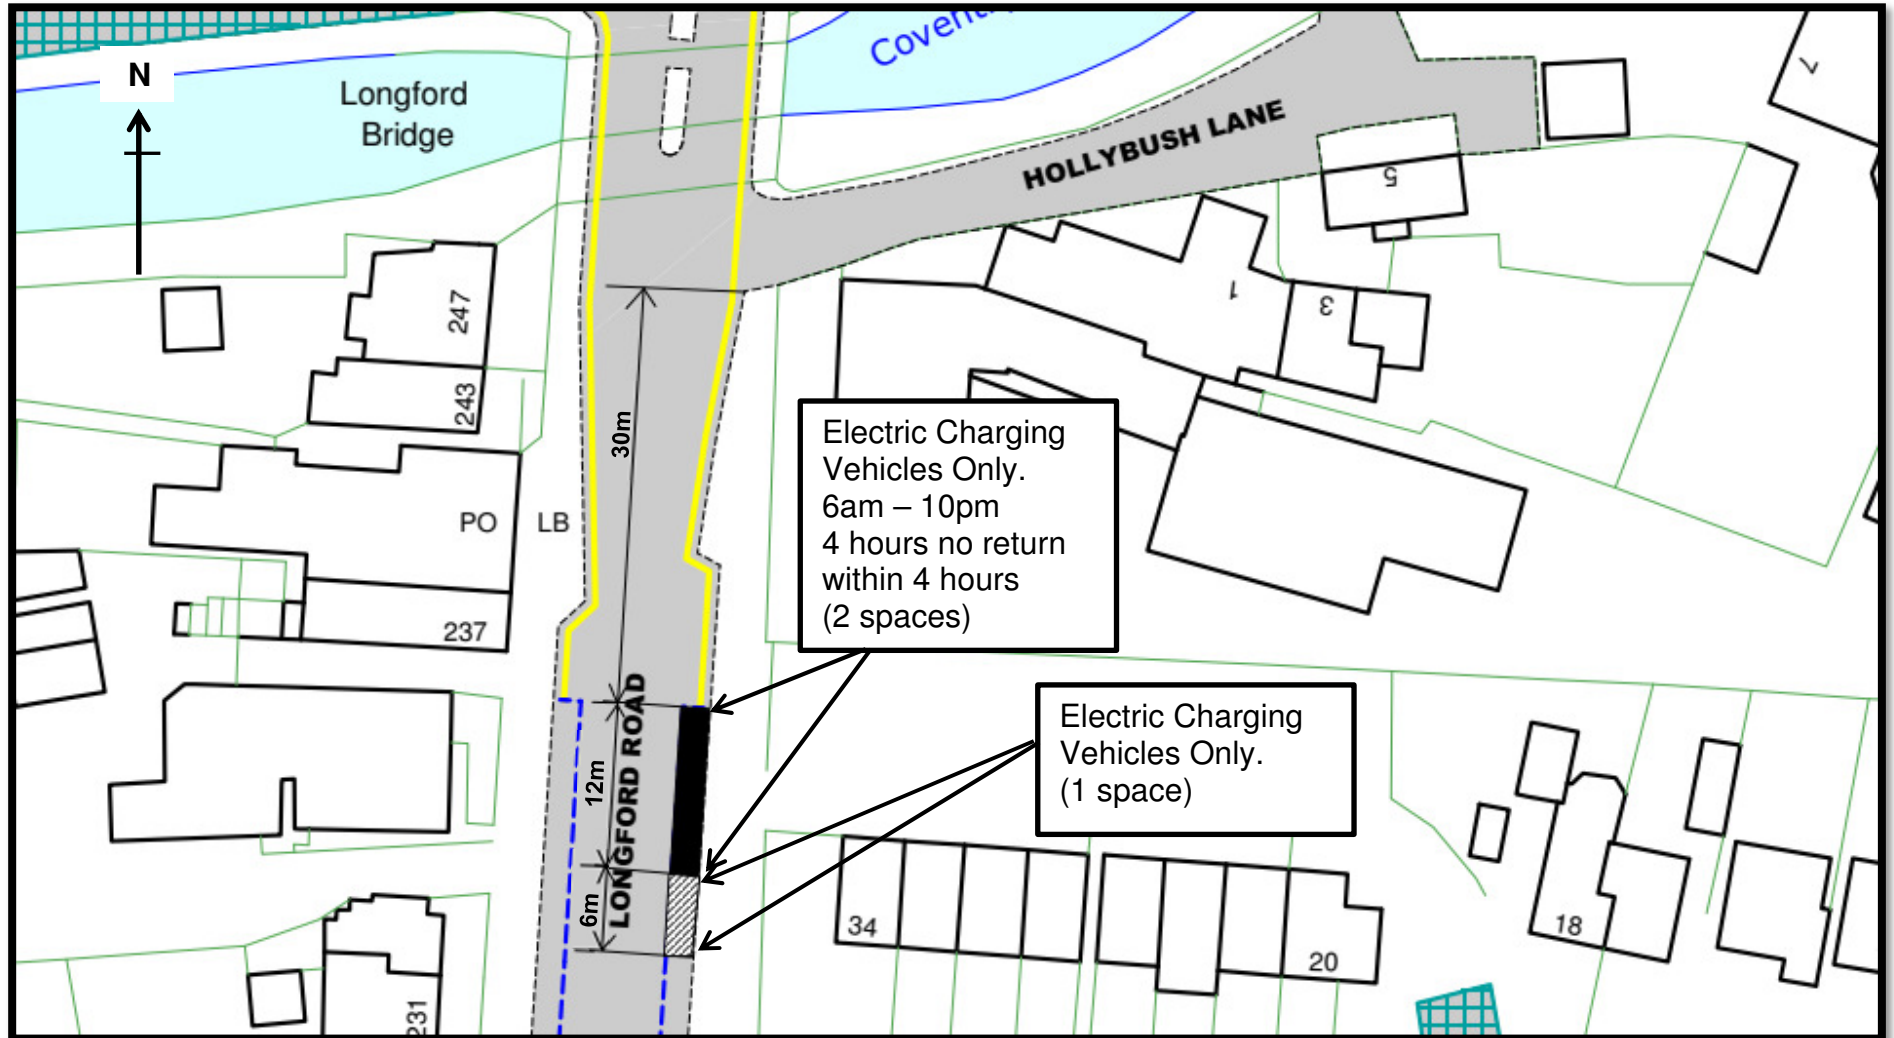 N
Longford
Bridge
Covent
HOLLYBUSH LANE
7
5
247
243
1
3
30m
Electric Charging
Vehicles Only.
6am – 10pm
4 hours no return
within 4 hours
(2 spaces)
PO
LB
237
LONGFORD ROAD
12m
6m
Electric Charging
Vehicles Only.
(1 space)
34
20
18
231